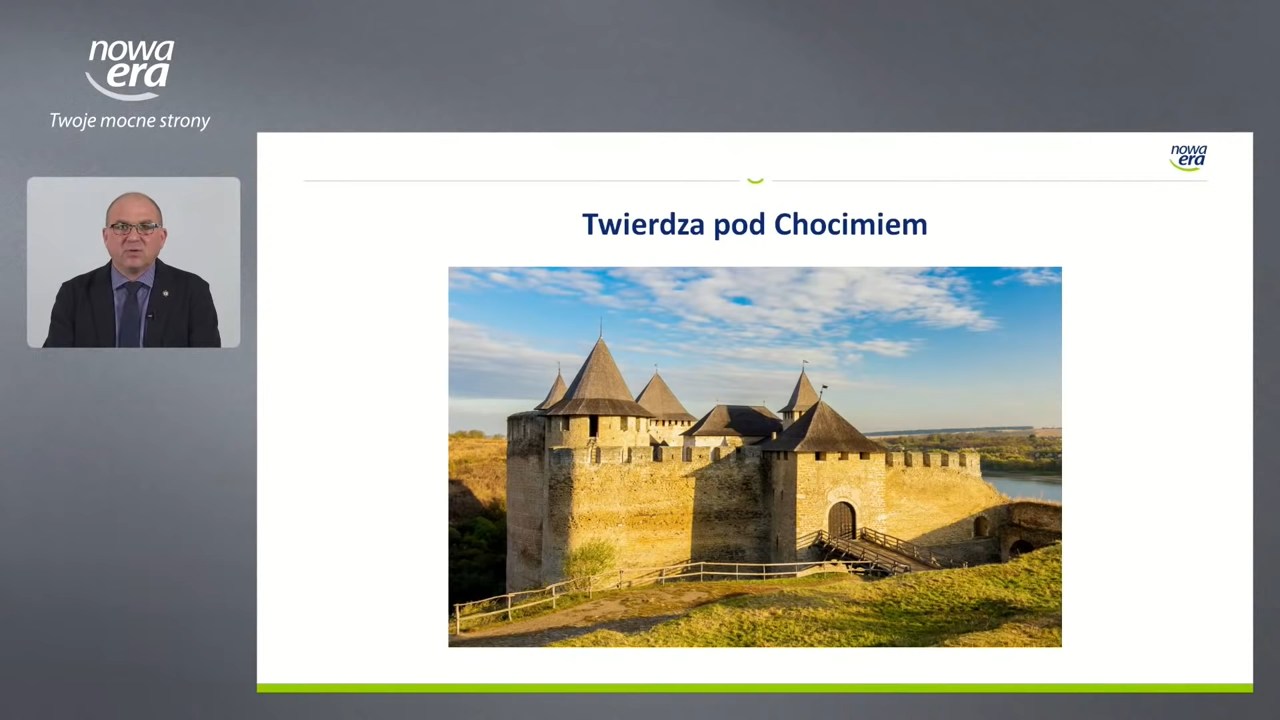 nowa
era
Twoje mocne strony
nowa
era
Twierdza pod Chocimiem